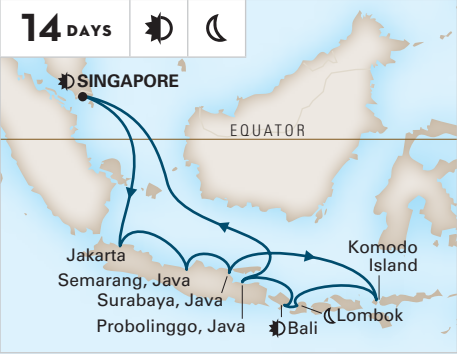 14 DAYS
SINGAPORE
EQUATOR
Komodo
Island
Jakarta
Semarang, Java
Surabaya, Java
Lombok
Probolinggo, Java
Bali